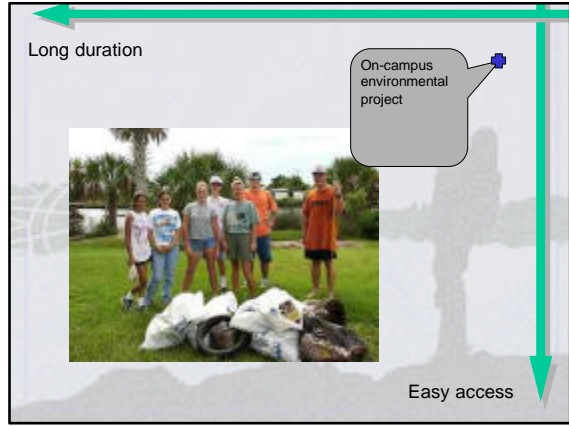 Long duration
On-campus
environmental
project
Easy access